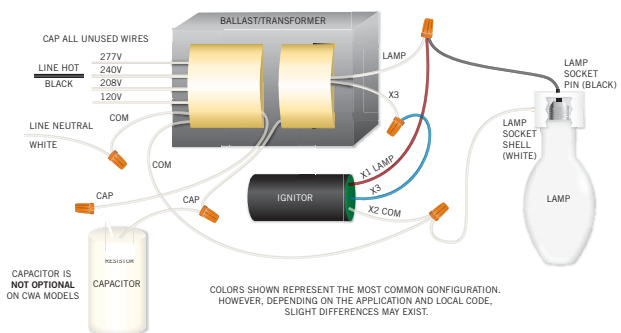 BALLAST/TRANSFORMER
CAP ALL UNUSED WIRES
277V
LINE HOT
240V
BLACK
208V
120V
COM
LINE NEUTRAL
WHITE
COM
LAMP
X3
LAMP
SOCKET
PIN (BLACK)
LAMP
SOCKET
SHELL
(WHITE)
LAMP
X1 LAMP
X3
X2 COM
IGNITOR
CAP
CAP
RESISTOR
CAPACITOR
CAPACITOR IS
NOT OPTIONAL
ON CWA MODELS
COLORS SHOWN REPRESENT THE MOST COMMON GONFIGURATION.
HOWEVER, DEPENDING ON THE APPLICATION AND LOCAL CODE,
SLIGHT DIFFERENCES MAY EXIST.